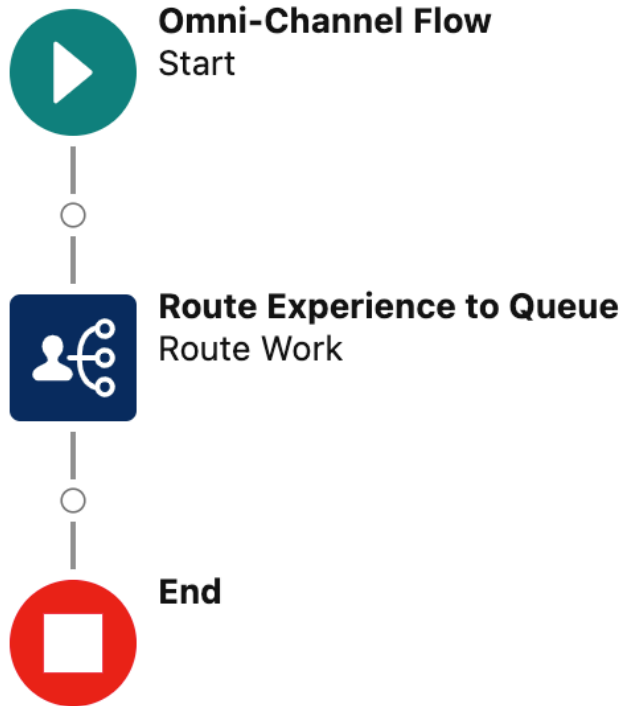 Omni-Channel Flow
Start
Route Experience to Queue
Route Work
End